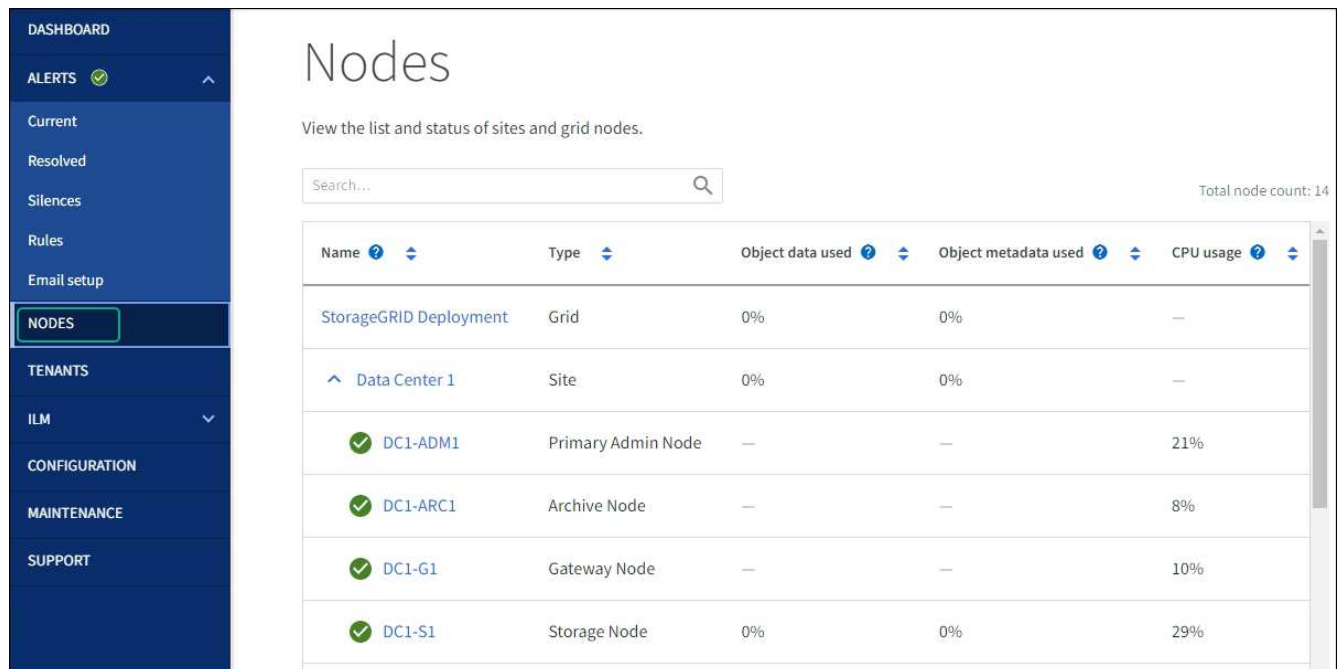 DASHBOARD
ALERTS
Current
Resolved
Silences
Rules
Email setup
NODES
TENANTS
ILM
CONFIGURATION
MAINTENANCE
SUPPORT
Nodes
View the list and status of sites and grid nodes.
Search...
Total node count: 14
Name ? Type Object data used ? Object metadata used ? CPU usage ?
StorageGRID Deployment Grid 0% 0% —
Data Center 1 Site 0% 0% —
DC1-ADM1 Primary Admin Node — — 21%
DC1-ARC1 Archive Node — — 8%
DC1-G1 Gateway Node — — 10%
DC1-S1 Storage Node 0% 0% 29%